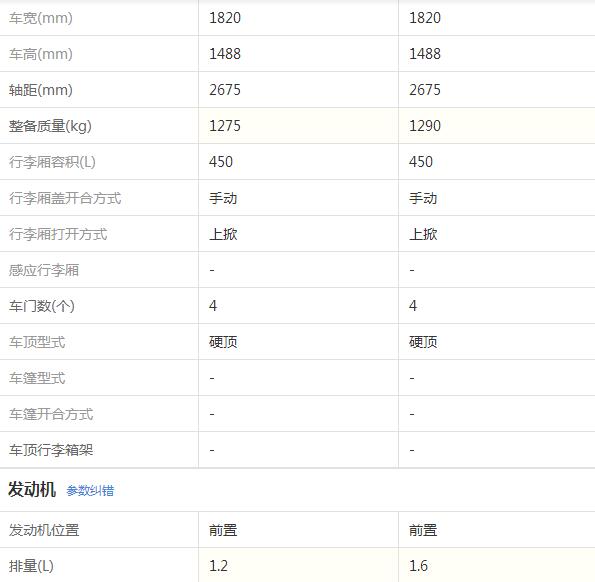 车宽(mm) 1820 1820
车高(mm) 1488 1488
轴距(mm) 2675 2675
整备质量(kg) 1275 1290
行李厢容积(L) 450 450
行李厢盖开合方式 手动 手动
行李厢打开方式 上掀 上掀
感应行李厢 - -
车门数(个) 4 4
车顶型式 硬顶 硬顶
车篷型式 - -
车篷开合方式 - -
车顶行李箱架 - -
发动机 参数纠错
发动机位置 前置 前置
排量(L) 1.2 1.6